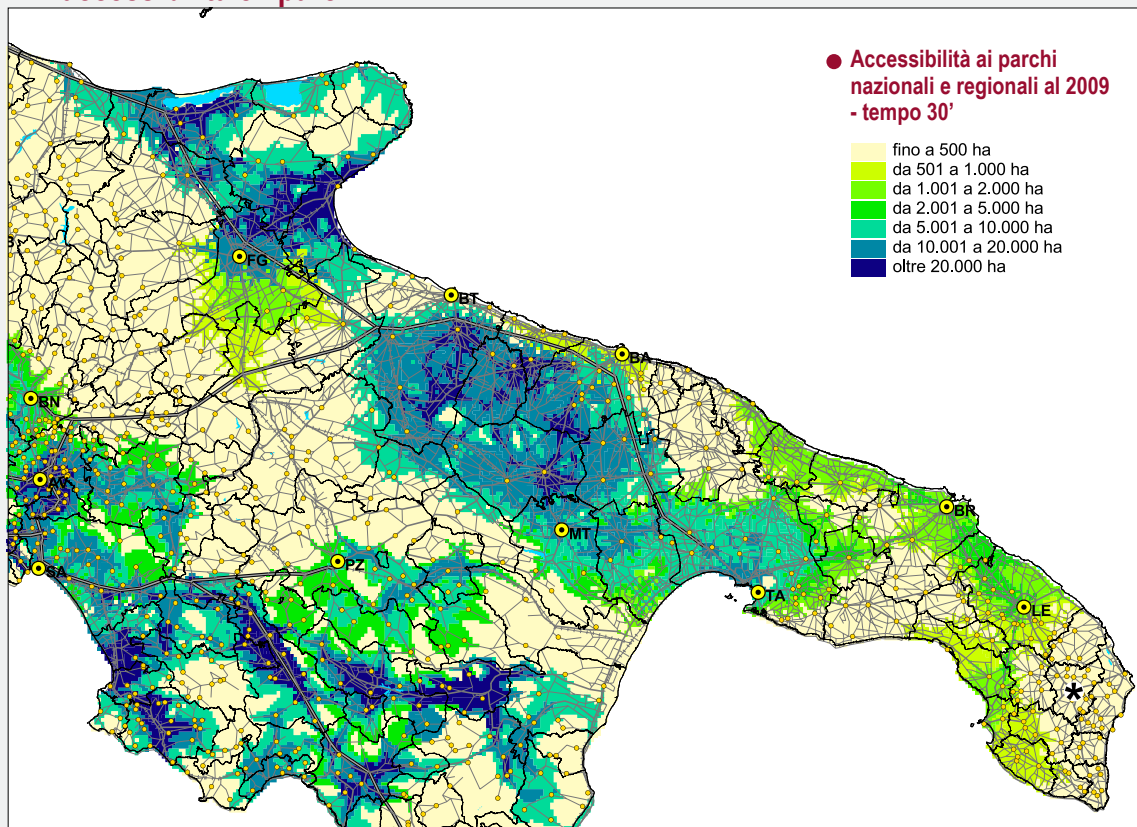 ● Accessibilità ai parchi
nazionali e regionali al 2009
- tempo 30’
fino a 500 ha
da 501 a 1.000 ha
da 1.001 a 2.000 ha
da 2.001 a 5.000 ha
da 5.001 a 10.000 ha
da 10.001 a 20.000 ha
oltre 20.000 ha
FG
BT
BA
BN
AV
BR
MT
PZ
SA
TA
LE
*